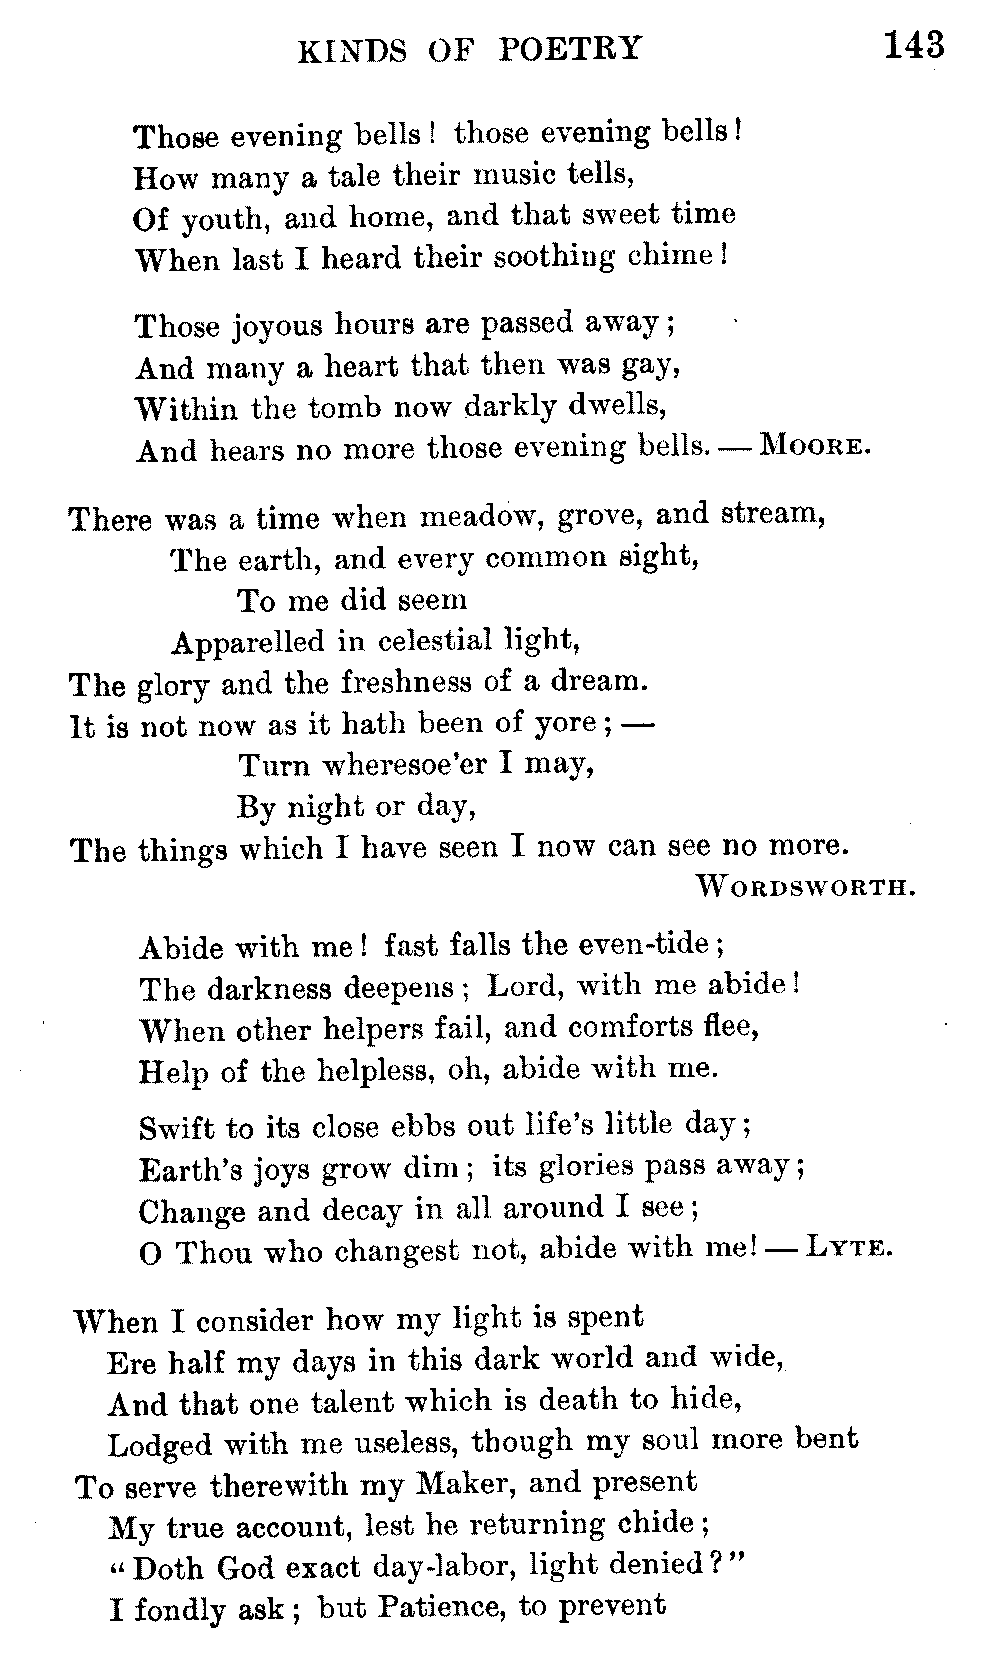 KINDS OF POETRY 143
Those evening bells! those evening bells!
How many a tale their music tells,
Of youth, and home, and that sweet time
When last I heard their soothing chime!
Those joyous hours are passed away;
And many a heart that then was gay,
Within the tomb now darkly dwells,
And hears no more those evening bells. — MOORE.
There was a time when meadow, grove, and stream,
The earth, and every common sight,
To me did seem
Apparelled in celestial light,
The glory and the freshness of a dream.
It is not now as it hath been of yore; —
Turn wheresoe'er I may,
By night or day,
The things which I have seen I now can see no more.
WORDSWORTH.
Abide with me! fast falls the even-tide;
The darkness deepens; Lord, with me abide!
When other helpers fail, and comforts flee,
Help of the helpless, oh, abide with me.
Swift to its close ebbs out life's little day;
Earth's joys grow dim; its glories pass away;
Change and decay in all around I see;
O Thou who changest not, abide with me! — LYTE.
When I consider how my light is spent
Ere half my days in this dark world and wide,
And that one talent which is death to hide,
Lodged with me useless, though my soul more bent
To serve therewith my Maker, and present
My true account, lest he returning chide;
"Doth God exact day-labor, light denied?"
I fondly ask; but Patience, to prevent